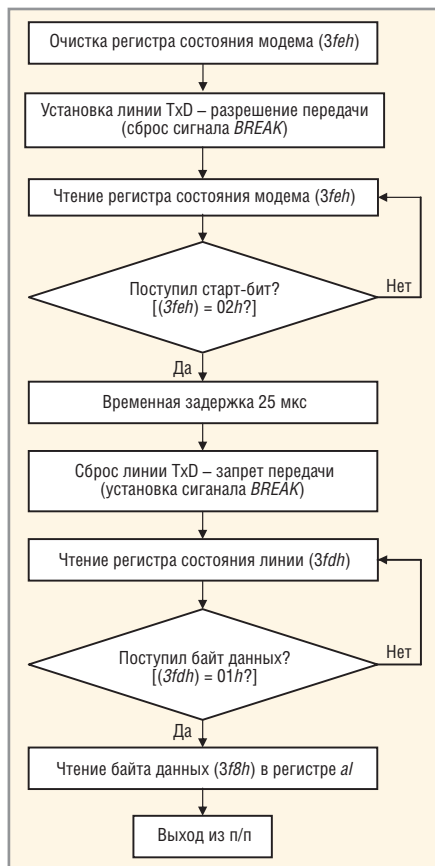 Очистка регистра состояния модема (3feh)
Установка линии TxD – разрешение передачи
(сброс сигнала BREAK)
Чтение регистра состояния модема (3feh)
Поступил старт-бит?
[(3feh) = 02h?]
Нет
Да
Временная задержка 25 мкс
Сброс линии TxD – запрет передачи
(установка сиганала BREAK)
Чтение регистра состояния линии (3fdh)
Поступил байт данных?
[(3fdh) = 01h?]
Нет
Да
Чтение байта данных (3f8h) в регистре al
Выход из п/п